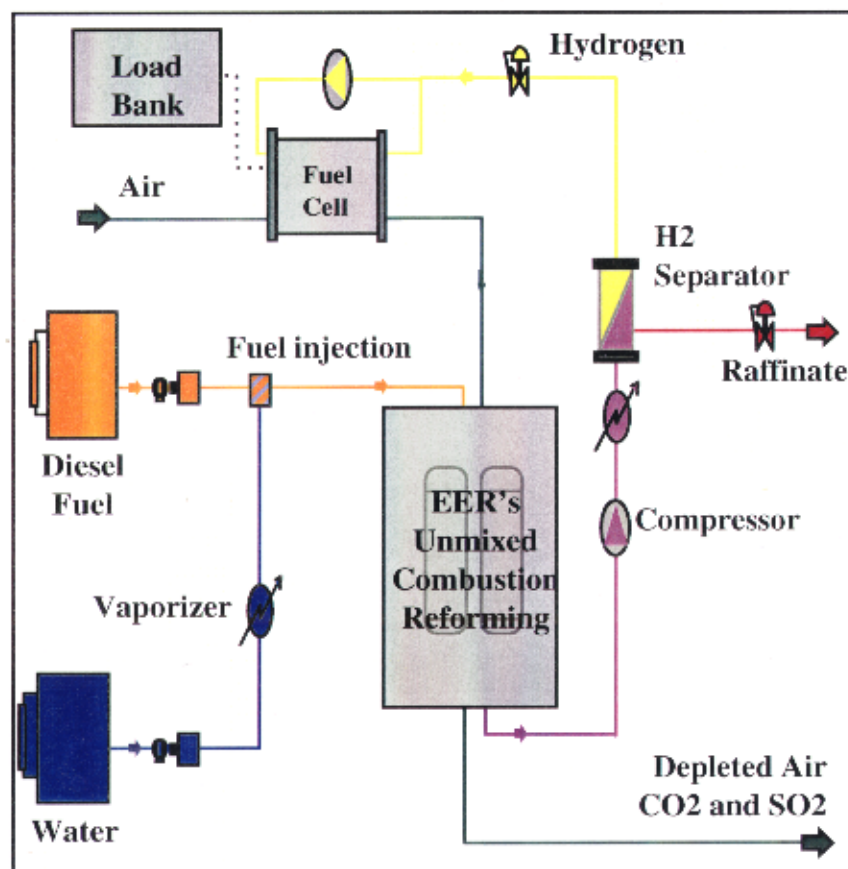 Load
Bank
Hydrogen
Fuel
Cell
Air
H2
Separator
Fuel injection
Raffinate
Diesel
Fuel
EER's
Unmixed
Combustion
Reforming
Compressor
Vaporizer
Water
Depleted Air
CO2 and SO2